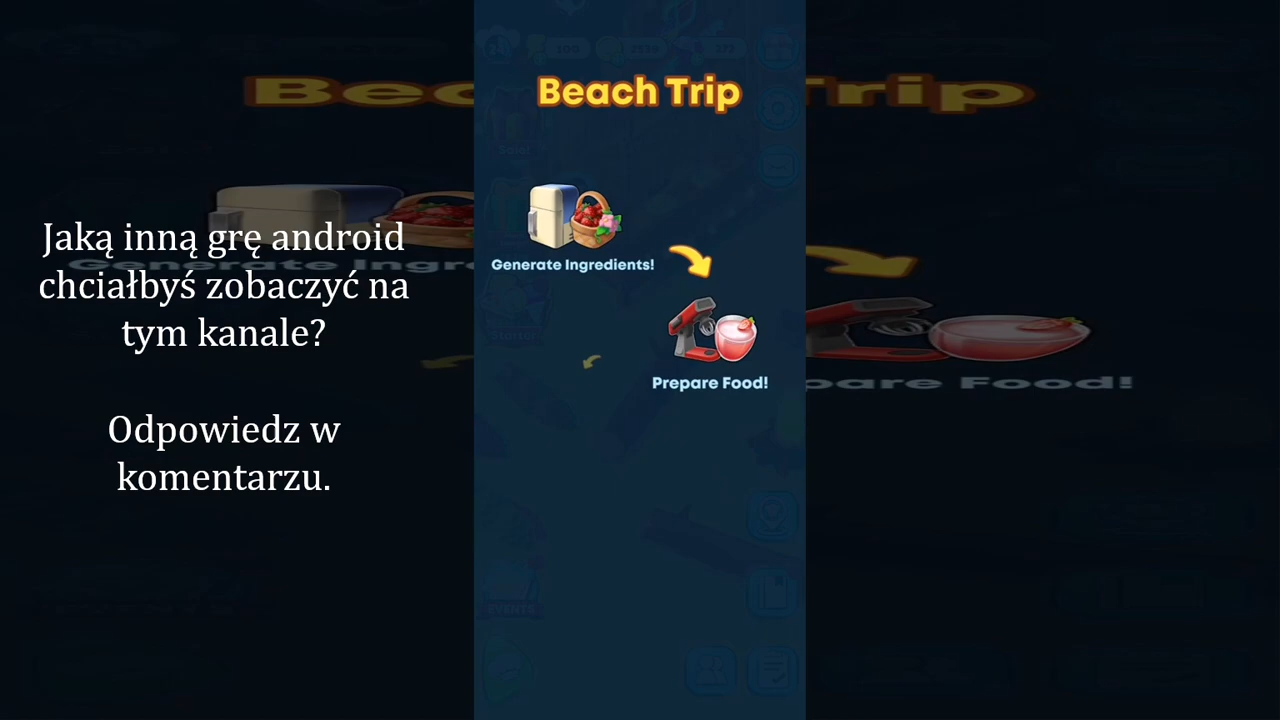 Beach Trip
Jaką inną grę android
chciałbyś zobaczyć na
tym kanale?
Odpowiedz w
komentarzu.
Generate Ingredients!
Prepare Food!